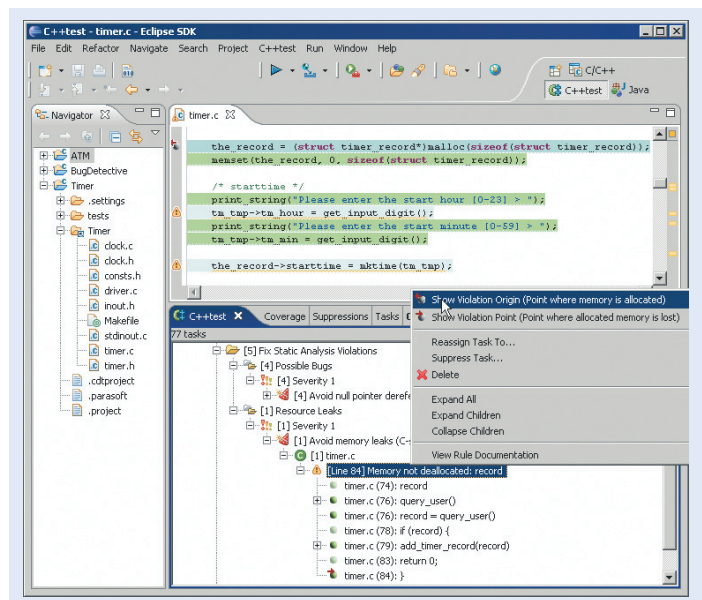 C++test - timer.c - Eclipse SDK
File Edit Refactor Navigate Search Project C++test Run Window Help
C/C++
C++test Java
Navigator
timer.c
ATM
BugDetective
Timer
.settings
tests
Timer
clock.c
clock.h
consts.h
driver.c
inout.h
Makefile
stdinout.c
timer.c
timer.h
.cdtproject
.parasoft
.project
the_record = (struct timer_record*)malloc(sizeof(struct timer_record));
memset(the_record, 0, sizeof(struct timer_record));
/* starttime */
print_string("Please enter the start hour [0-23] > ");
tm_tmp->tm_hour = get_input_digit();
print_string("Please enter the start minute [0-59] > ");
tm_tmp->tm_min = get_input_digit();
the_record->starttime = mktime(tm_tmp);
C++test Coverage Suppressions Tasks
77 tasks
[5] Fix Static Analysis Violations
[4] Possible Bugs
[4] Severity 1
[4] Avoid null pointer deref
[1] Resource Leaks
[1] Severity 1
[1] Avoid memory leaks (C-s
[1] timer.c
[Line 84] Memory not deallocated: record
timer.c (74): record
timer.c (76): query_user()
timer.c (76): record = query_user()
timer.c (78): if (record) {
timer.c (79): add_timer_record(record)
timer.c (83): return 0;
timer.c (84): }
Show Violation Origin (Point where memory is allocated)
Show Violation Point (Point where allocated memory is lost)
Reassign Task To...
Suppress Task...
Delete
Expand All
Expand Children
Collapse Children
View Rule Documentation